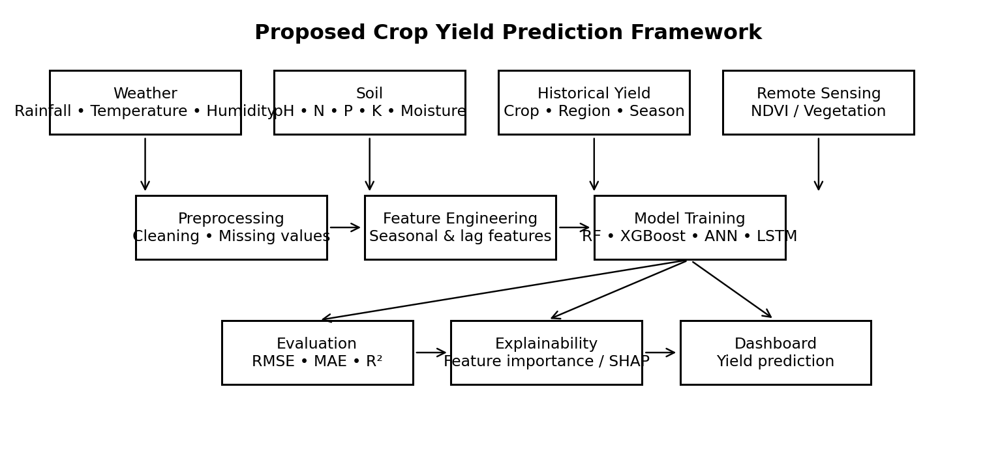 Proposed Crop Yield Prediction Framework
Weather
Rainfall • Temperature • Humidity
Soil
pH • N • P • K • Moisture
Historical Yield
Crop • Region • Season
Remote Sensing
NDVI / Vegetation
Preprocessing
Cleaning • Missing values
Feature Engineering
Seasonal & lag features
Model Training
RF • XGBoost • ANN • LSTM
Evaluation
RMSE • MAE • R²
Explainability
Feature importance / SHAP
Dashboard
Yield prediction